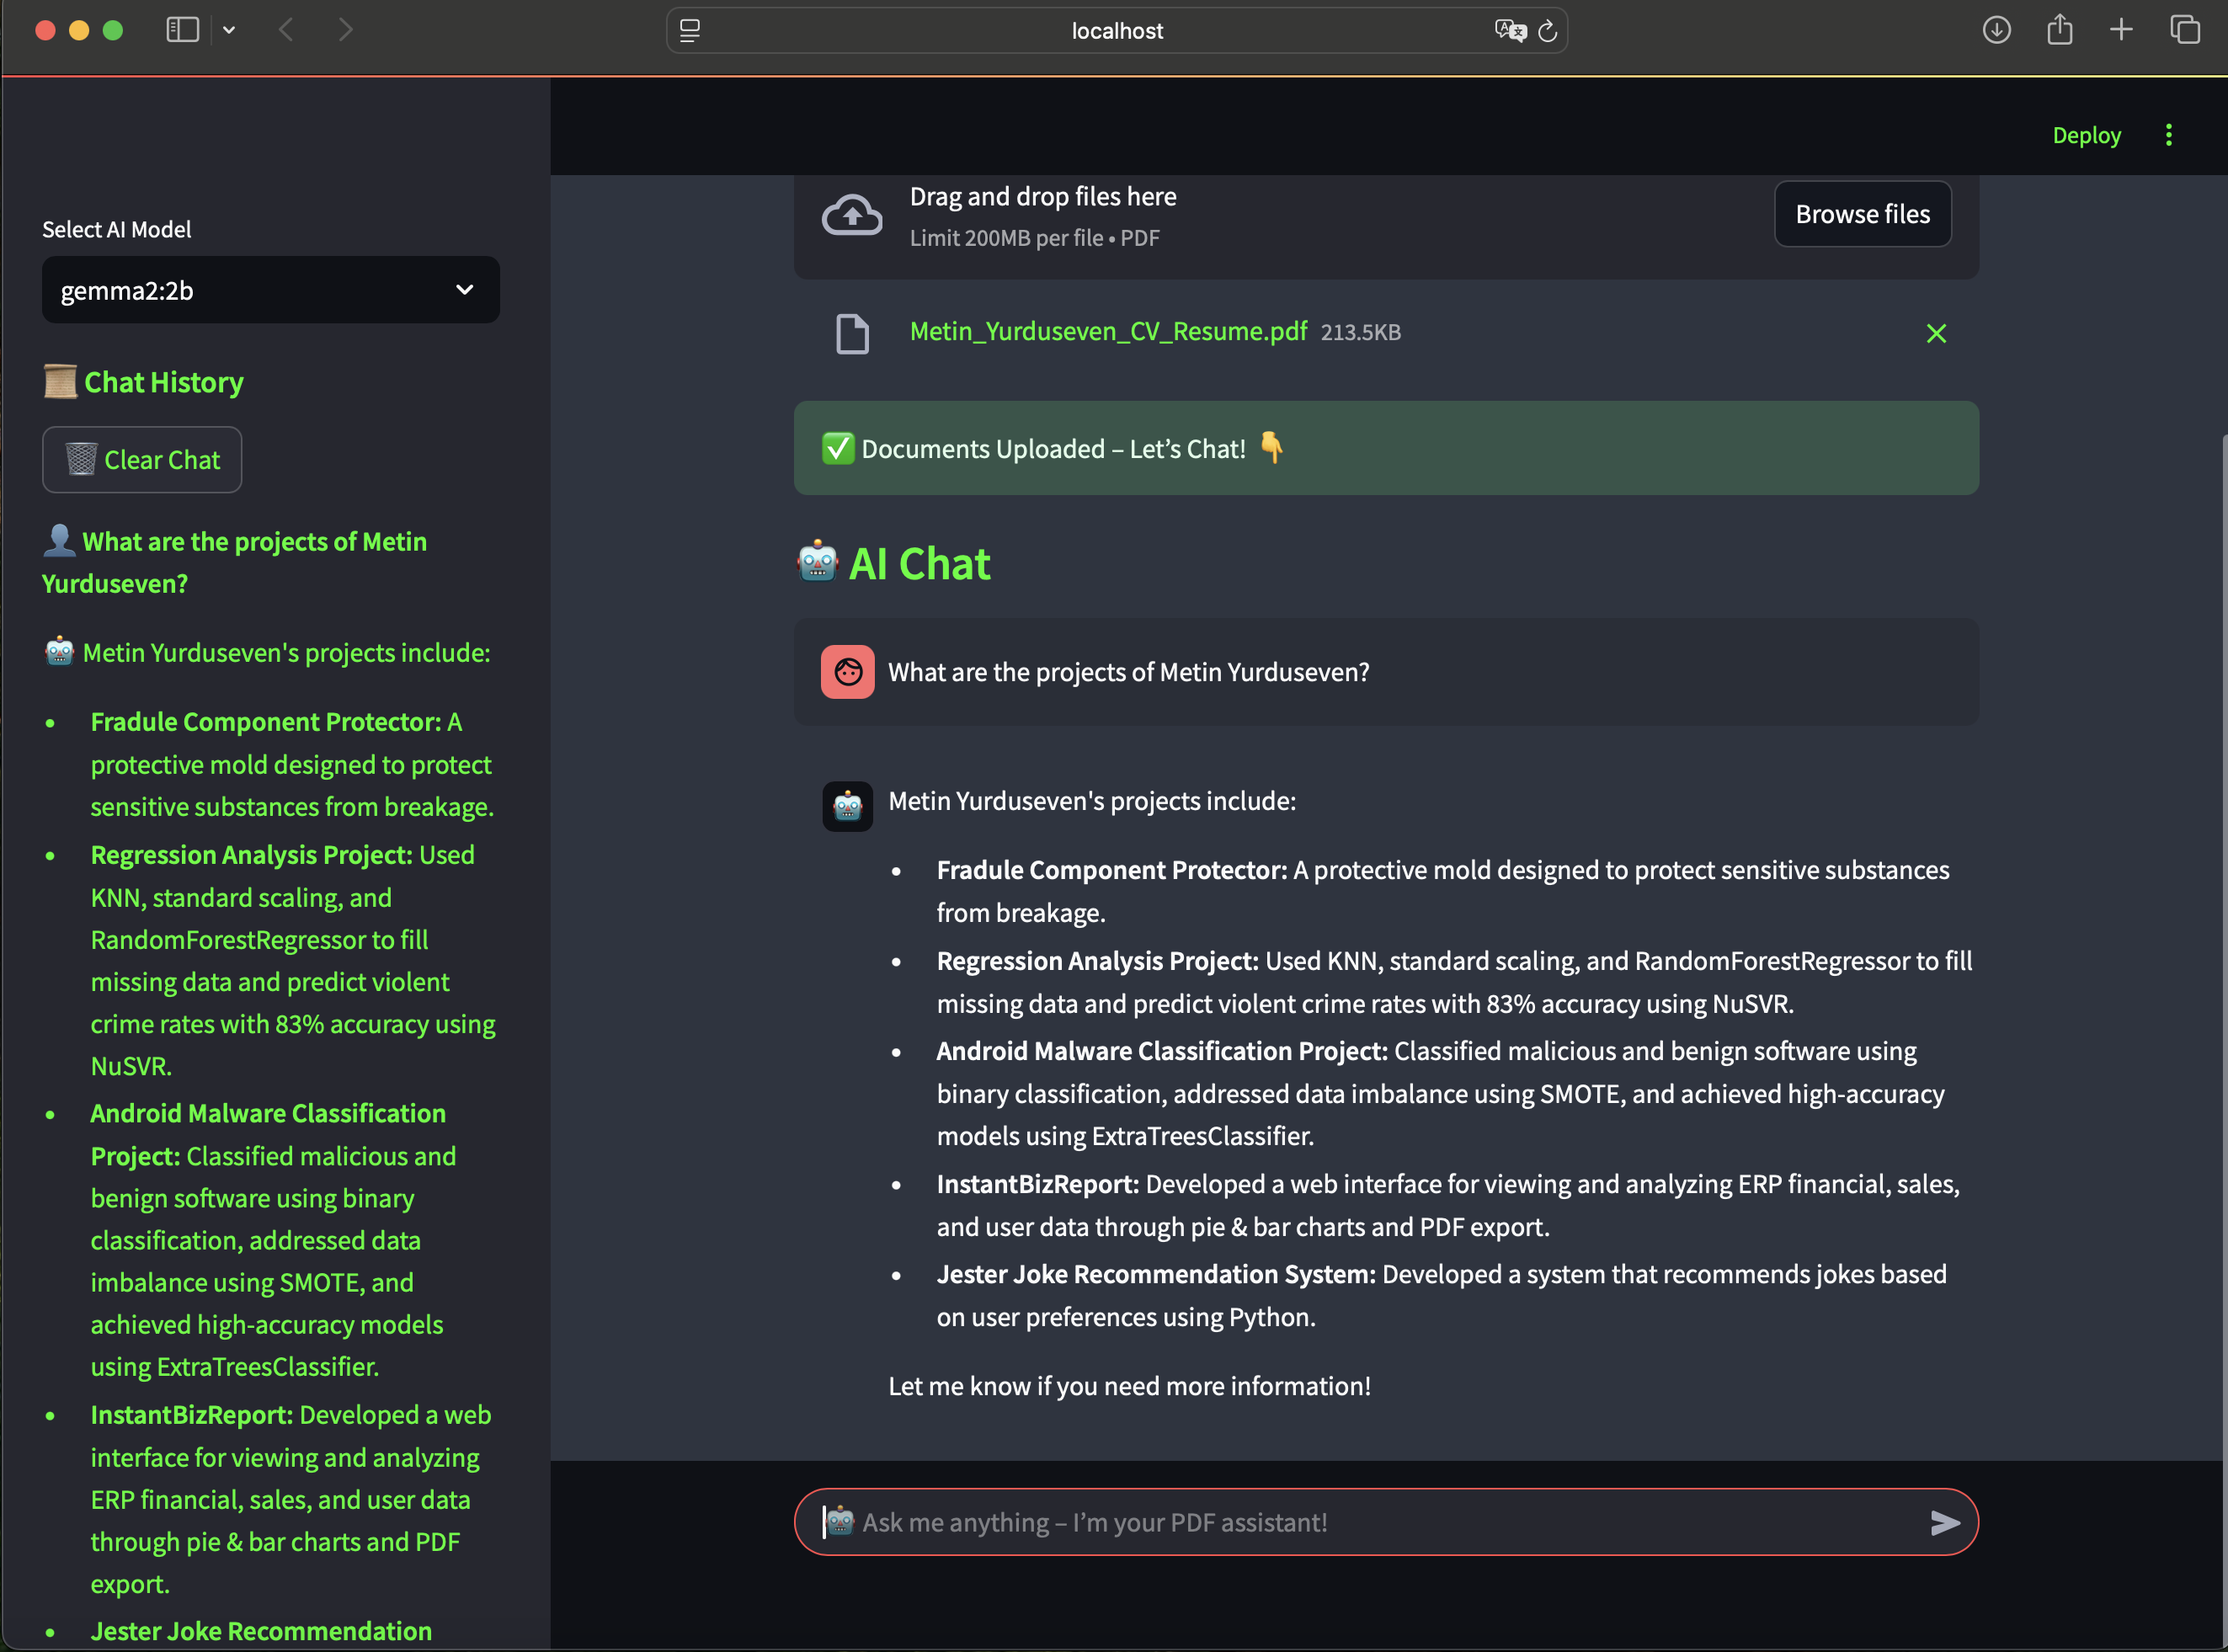 localhost
Deploy
Select AI Model
gemma2:2b
Chat History
Clear Chat
What are the projects of Metin
Yurduseven?
Metin Yurduseven's projects include:
Fradule Component Protector: A
protective mold designed to protect
sensitive substances from breakage.
Regression Analysis Project: Used
KNN, standard scaling, and
RandomForestRegressor to fill
missing data and predict violent
crime rates with 83% accuracy using
NuSVR.
Android Malware Classification
Project: Classified malicious and
benign software using binary
classification, addressed data
imbalance using SMOTE, and
achieved high-accuracy models
using ExtraTreesClassifier.
InstantBizReport: Developed a web
interface for viewing and analyzing
ERP financial, sales, and user data
through pie & bar charts and PDF
export.
Jester Joke Recommendation
Drag and drop files here
Limit 200MB per file • PDF
Browse files
Metin_Yurduseven_CV_Resume.pdf 213.5KB
Documents Uploaded – Let’s Chat!
AI Chat
What are the projects of Metin Yurduseven?
Metin Yurduseven's projects include:
Fradule Component Protector: A protective mold designed to protect sensitive substances
from breakage.
Regression Analysis Project: Used KNN, standard scaling, and RandomForestRegressor to fill
missing data and predict violent crime rates with 83% accuracy using NuSVR.
Android Malware Classification Project: Classified malicious and benign software using
binary classification, addressed data imbalance using SMOTE, and achieved high-accuracy
models using ExtraTreesClassifier.
InstantBizReport: Developed a web interface for viewing and analyzing ERP financial, sales,
and user data through pie & bar charts and PDF export.
Jester Joke Recommendation System: Developed a system that recommends jokes based
on user preferences using Python.
Let me know if you need more information!
Ask me anything – I’m your PDF assistant!